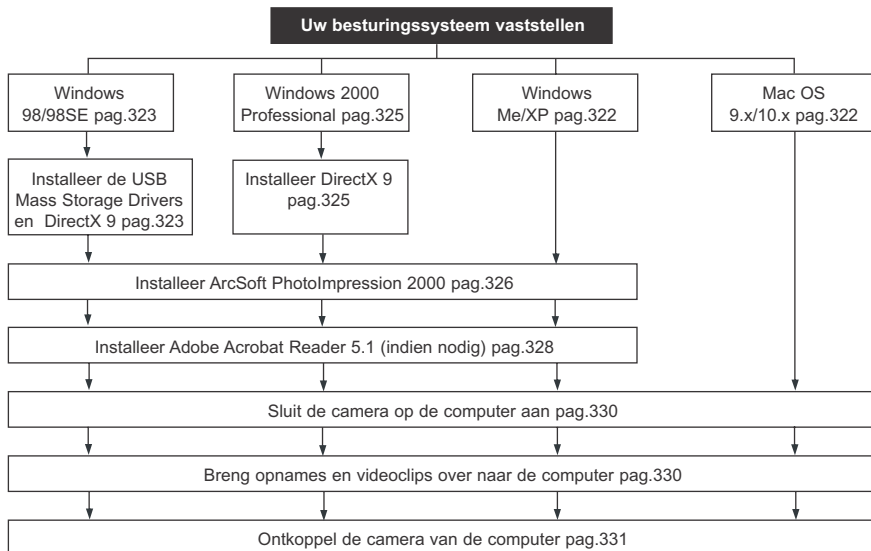 Uw besturingssysteem vaststellen
Windows
98/98SE pag.323
Windows 2000
Professional pag.325
Windows
Me/XP pag.322
Mac OS
9.x/10.x pag.322
Installeer de USB
Mass Storage Drivers
en DirectX 9 pag.323
Installeer DirectX 9
pag.325
Installeer ArcSoft PhotoImpression 2000 pag.326
Installeer Adobe Acrobat Reader 5.1 (indien nodig) pag.328
Sluit de camera op de computer aan pag.330
Breng opnames en videoclips over naar de computer pag.330
Ontkoppel de camera van de computer pag.331